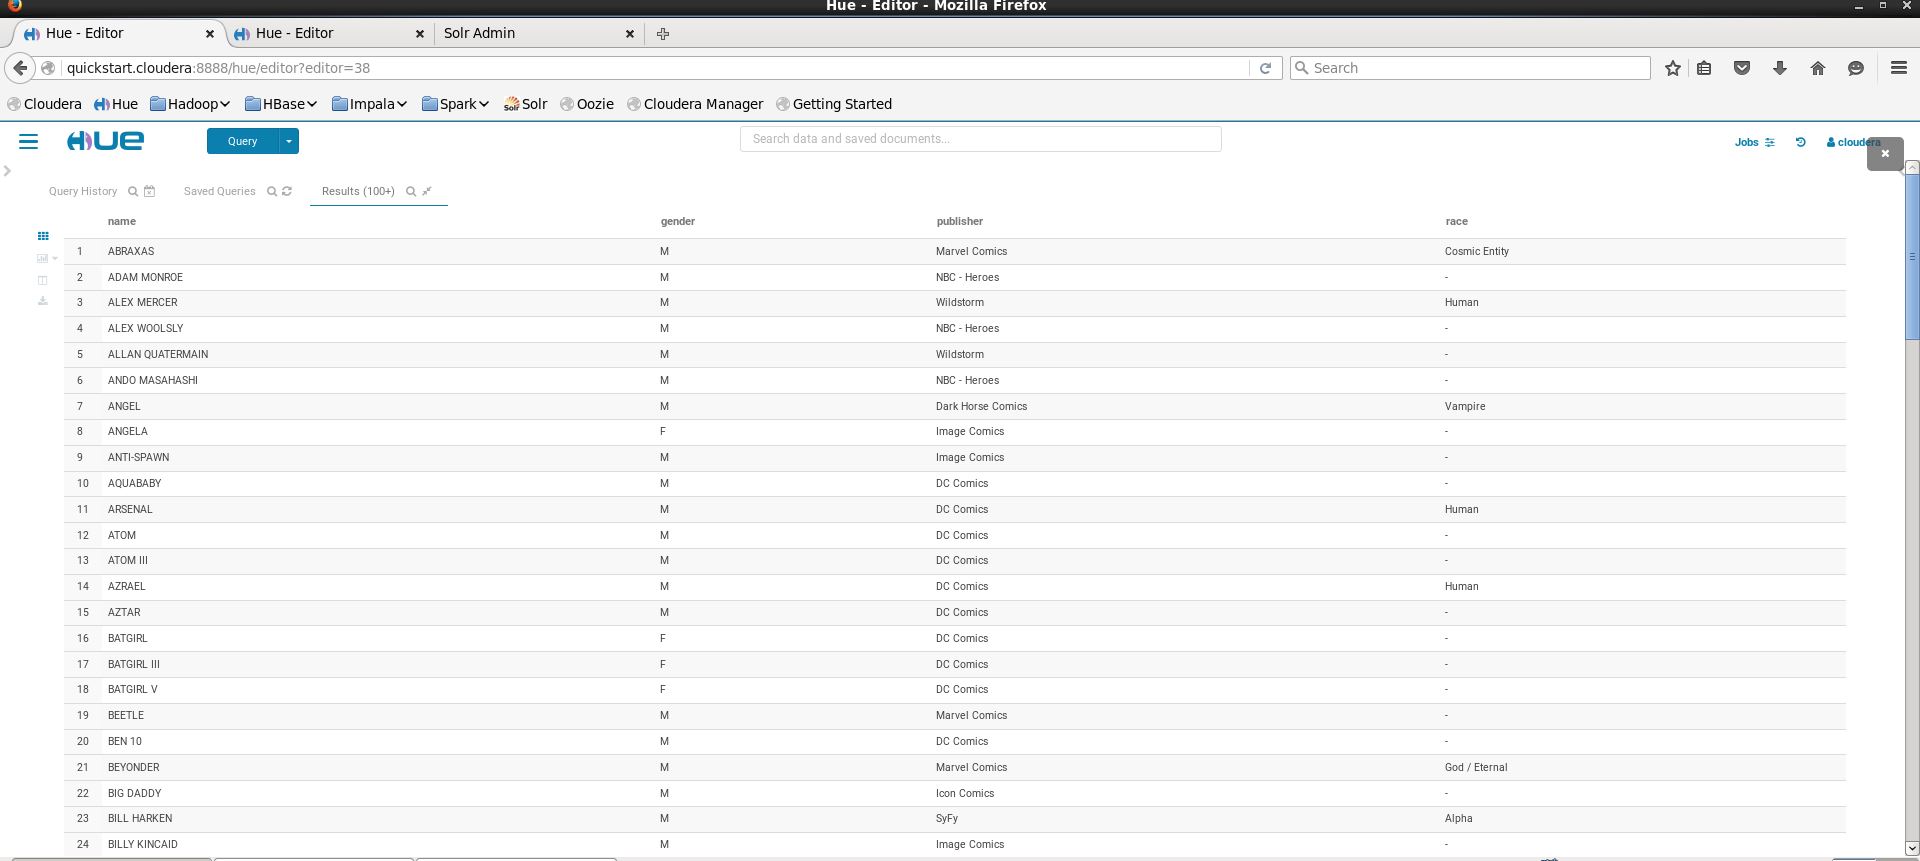 Hue - Editor - Mozilla Firefox
Hue - Editor Hue - Editor Solr Admin
quickstart.cloudera:8888/hue/editor?editor=38 Search
Cloudera Hue Hadoop HBase Impala Spark Solr Oozie Cloudera Manager Getting Started
HUE Query Search data and saved documents... Jobs cloudera
Query History Saved Queries Results (100+)
name gender publisher race
1 ABRAXAS M Marvel Comics Cosmic Entity
2 ADAM MONROE M NBC - Heroes -
3 ALEX MERCER M Wildstorm Human
4 ALEX WOOLSLY M NBC - Heroes -
5 ALLAN QUATERMAIN M Wildstorm -
6 ANDO MASAHASHI M NBC - Heroes -
7 ANGEL M Dark Horse Comics Vampire
8 ANGELA F Image Comics -
9 ANTI-SPAWN M Image Comics -
10 AQUABABY M DC Comics -
11 ARSENAL M DC Comics Human
12 ATOM M DC Comics -
13 ATOM III M DC Comics -
14 AZRAEL M DC Comics Human
15 AZTAR M DC Comics -
16 BATGIRL F DC Comics -
17 BATGIRL III F DC Comics -
18 BATGIRL V F DC Comics -
19 BEETLE M Marvel Comics -
20 BEN 10 M DC Comics -
21 BEYONDER M Marvel Comics God / Eternal
22 BIG DADDY M Icon Comics -
23 BILL HARKEN M SyFy Alpha
24 BILLY KINCAID M Image Comics -